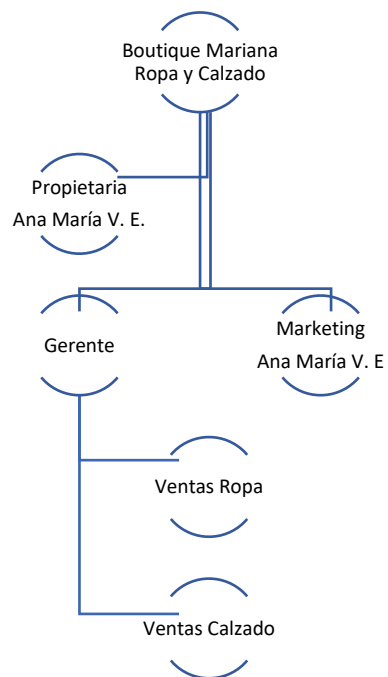 Boutique Mariana
Ropa y Calzado
Propietaria
Ana María V. E.
Gerente
Marketing
Ana María V. E
Ventas Ropa
Ventas Calzado